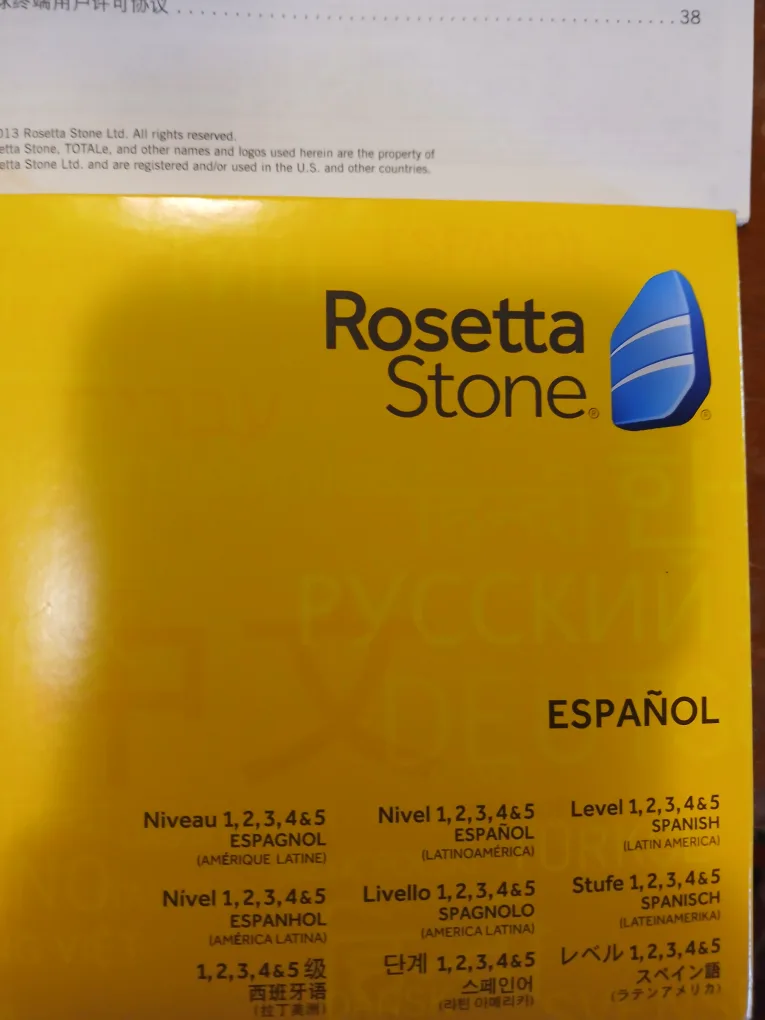 球终端用户许可协议 38
013 Rosetta Stone Ltd. All rights reserved.
etta Stone, TOTALe, and other names and logos used herein are the property of
etta Stone Ltd. and are registered and/or used in the U.S. and other countries.
Rosetta
Stone®
®
РУССКИЙ
中文
DEUTS
ESPAÑOL
Niveau 1, 2, 3, 4 & 5
ESPAGNOL
(AMÉRIQUE LATINE)
Nivel 1, 2, 3, 4 & 5
ESPAÑOL
(LATINOAMÉRICA)
Level 1, 2, 3, 4 & 5
SPANISH
(LATIN AMERICA)
Nível 1, 2, 3, 4 & 5
ESPANHOL
(AMÉRICA LATINA)
Livello 1, 2, 3, 4 & 5
SPAGNOLO
(AMERICA LATINA)
Stufe 1, 2, 3, 4 & 5
SPANISCH
(LATEINAMERIKA)
1, 2, 3, 4 & 5 级
西班牙语
(拉丁美洲)
단계 1, 2, 3, 4 & 5
스페인어
(라틴 아메리카)
レベル 1, 2, 3, 4 & 5
スペイン語
(ラテンアメリカ)